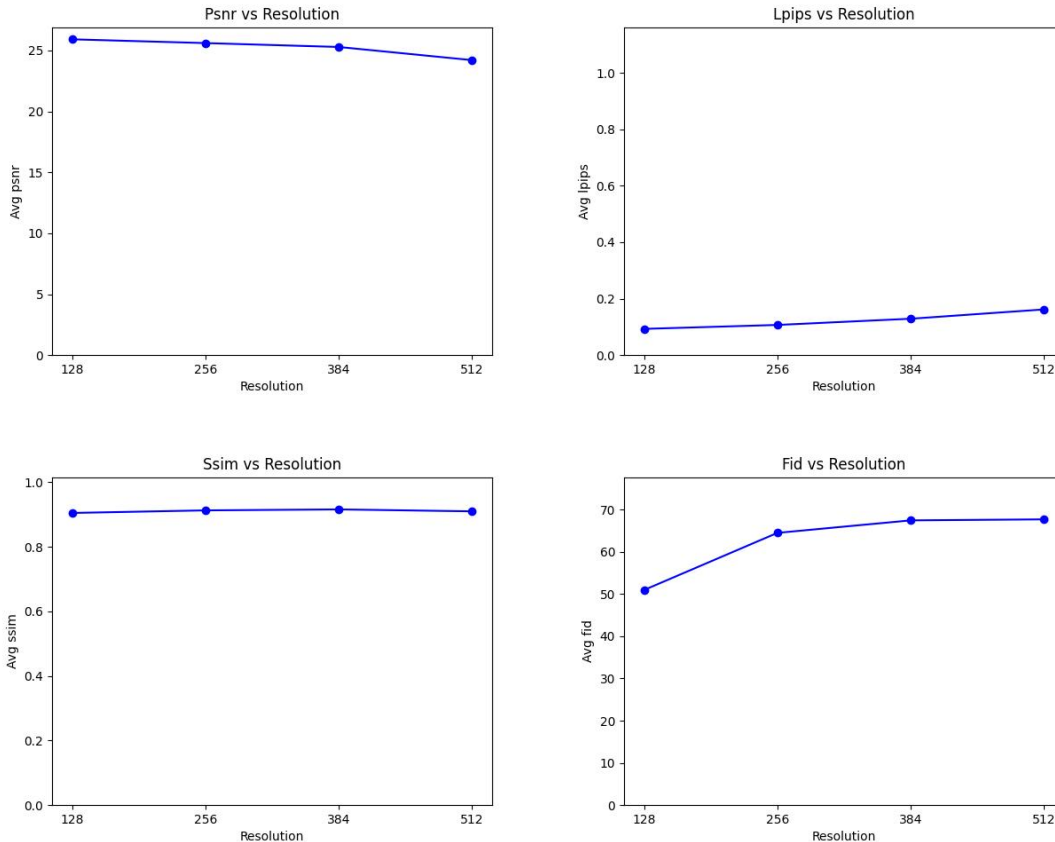 Psnr vs Resolution
25
20
15
10
5
0
Avg psnr
128 256 384 512
Resolution
Lpips vs Resolution
1.0
0.8
0.6
0.4
0.2
0.0
Avg lpips
128 256 384 512
Resolution
Ssim vs Resolution
1.0
0.8
0.6
0.4
0.2
0.0
Avg ssim
128 256 384 512
Resolution
Fid vs Resolution
70
60
50
40
30
20
10
0
Avg fid
128 256 384 512
Resolution